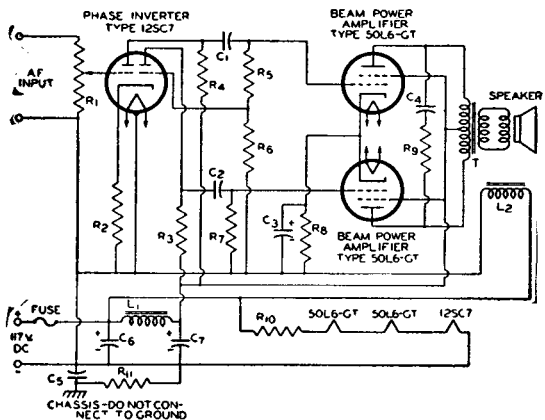 PHASE INVERTER
TYPE 12SC7
BEAM POWER
AMPLIFIER
TYPE 50L6-GT
AF
INPUT
R1
C1
R4
R5
R6
C4
R9
T
SPEAKER
C2
R2
R3
R7
C3
+
-
R8
L2
BEAM POWER
AMPLIFIER
TYPE 50L6-GT
+
FUSE
L1
117 V.
DC
-
+
-
C6
+
-
C7
R10
50L6-GT
50L6-GT
12SC7
C5
R11
CHASSIS-DO NOT CON-
NECT TO GROUND